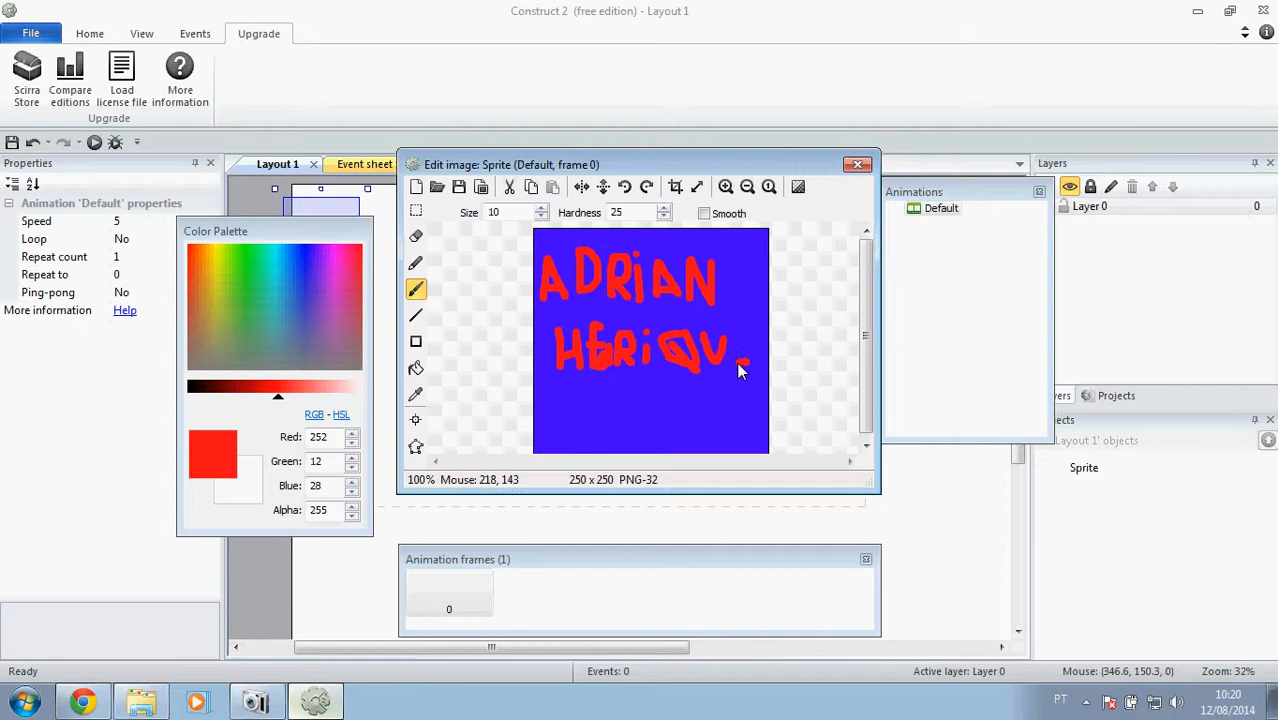 Construct 2 (free edition) - Layout 1
File Home View Events Upgrade
Scirra Store
Compare editions
Load license file
More information
Upgrade
Properties
Layout 1
Event sheet
Animation 'Default' properties
Speed 5
Loop No
Repeat count 1
Repeat to 0
Ping-pong No
More information Help
Color Palette
RGB - HSL
Red: 252
Green: 12
Blue: 28
Alpha: 255
Edit image: Sprite (Default, frame 0)
Size 10 Hardness 25 Smooth
ADRiAN
HERiQU
100% Mouse: 218, 143 250 x 250 PNG-32
Animation frames (1)
0
Animations
Default
Layers
Layer 0 0
Projects
Layout 1' objects
Sprite
Ready Events: 0 Active layer: Layer 0 Mouse: (346.6, 150.3, 0) Zoom: 32%
PT
10:20
12/08/2014